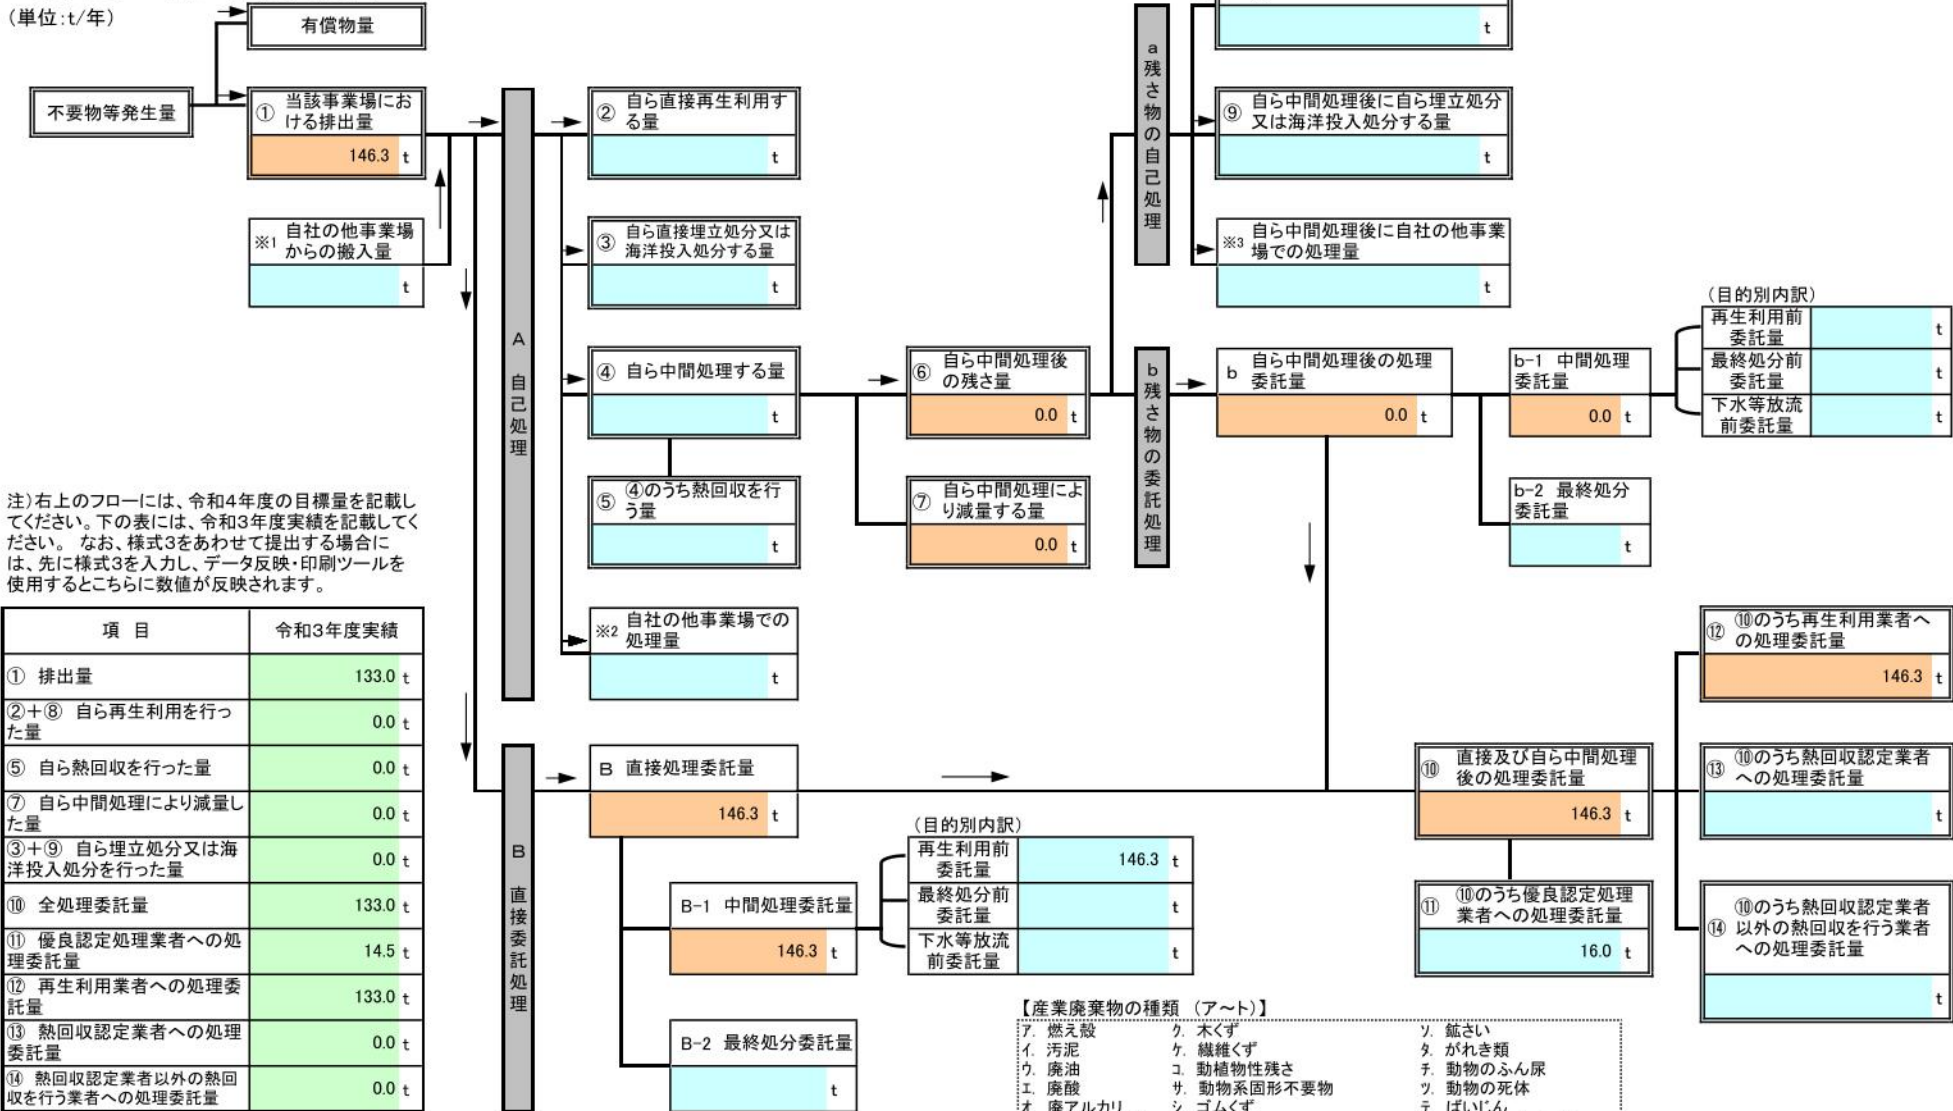 (単位:t/年)
有償物量
不要物等発生量
① 当該事業場にお
ける排出量
146.3 t
※1 自社の他事業場
からの搬入量
t
A 自己処理
② 自ら直接再生利用す
る量
t
③ 自ら直接埋立処分又は
海洋投入処分する量
t
④ 自ら中間処理する量
t
⑤ ④のうち熱回収を行
う量
t
※2 自社の他事業場での
処理量
t
⑥ 自ら中間処理後
の残さ量
0.0 t
⑦ 自ら中間処理によ
り減量する量
0.0 t
a 残さ物の自己処理
t
⑨ 自ら中間処理後に自ら埋立処分
又は海洋投入処分する量
t
※3 自ら中間処理後に自社の他事業
場での処理量
t
b 残さ物の委託処理
b 自ら中間処理後の処理
委託量
0.0 t
b-1 中間処理
委託量
0.0 t
b-2 最終処分
委託量
t
(目的別内訳)
再生利用前
委託量
t
最終処分前
委託量
t
下水等放流
前委託量
t
注)右上のフローには、令和4年度の目標量を記載し
てください。下の表には、令和3年度実績を記載してく
ださい。 なお、様式3をあわせて提出する場合に
は、先に様式3を入力し、データ反映・印刷ツールを
使用するとこちらに数値が反映されます。
項 目 令和3年度実績
① 排出量 133.0 t
②+⑧ 自ら再生利用を行っ
た量 0.0 t
⑤ 自ら熱回収を行った量 0.0 t
⑦ 自ら中間処理により減量し
た量 0.0 t
③+⑨ 自ら埋立処分又は海
洋投入処分を行った量 0.0 t
⑩ 全処理委託量 133.0 t
⑪ 優良認定処理業者への処
理委託量 14.5 t
⑫ 再生利用業者への処理委
託量 133.0 t
⑬ 熱回収認定業者への処理
委託量 0.0 t
⑭ 熱回収認定業者以外の熱回
収を行う業者への処理委託量 0.0 t
B 直接委託処理
B 直接処理委託量
146.3 t
B-1 中間処理委託量
146.3 t
B-2 最終処分委託量
t
(目的別内訳)
再生利用前
委託量
146.3 t
最終処分前
委託量
t
下水等放流
前委託量
t
⑩ 直接及び自ら中間処理
後の処理委託量
146.3 t
⑪ ⑩のうち優良認定処理
業者への処理委託量
16.0 t
⑫ ⑩のうち再生利用業者へ
の処理委託量
146.3 t
⑬ ⑩のうち熱回収認定業者
への処理委託量
t
⑭ ⑩のうち熱回収認定業者
以外の熱回収を行う業者
への処理委託量
t
【産業廃棄物の種類 (ア~ト)】
ア. 燃え殻 ク. 木くず ソ. 鉱さい
イ. 汚泥 ケ. 繊維くず タ. がれき類
ウ. 廃油 コ. 動植物性残さ チ. 動物のふん尿
エ. 廃酸 サ. 動物系固形不要物 ツ. 動物の死体
オ. 廃アルカリ シ. ゴムくず テ. ばいじん